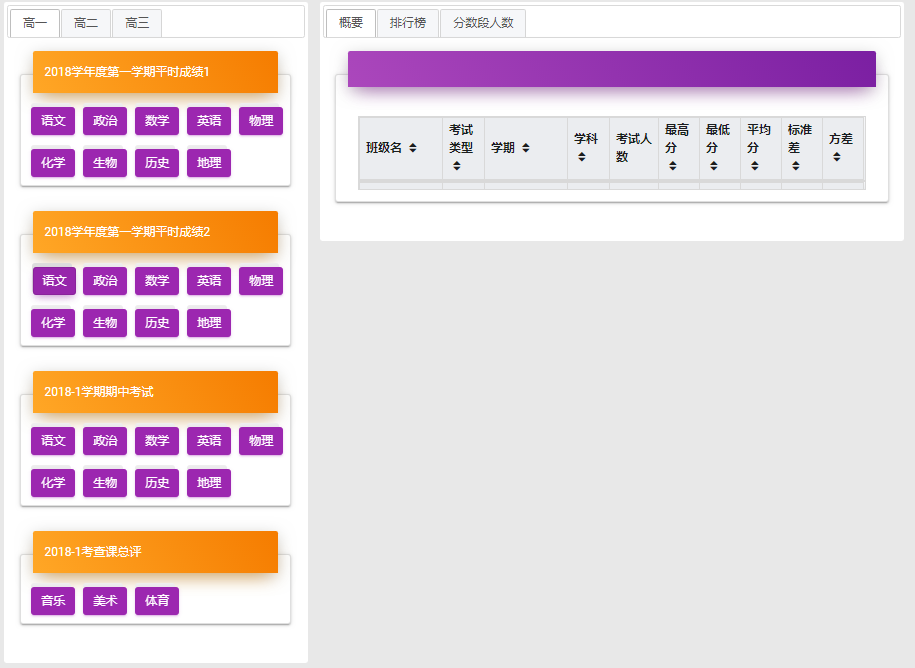 高一 高二 高三
2018学年度第一学期平时成绩1
语文 政治 数学 英语 物理
化学 生物 历史 地理
2018学年度第一学期平时成绩2
语文 政治 数学 英语 物理
化学 生物 历史 地理
2018-1学期期中考试
语文 政治 数学 英语 物理
化学 生物 历史 地理
2018-1考查课总评
音乐 美术 体育
概要 排行榜 分数段人数
班级名
考试
类型
学期
学科
考试人
数
最高
分
最低
分
平均
分
标准
差
方差